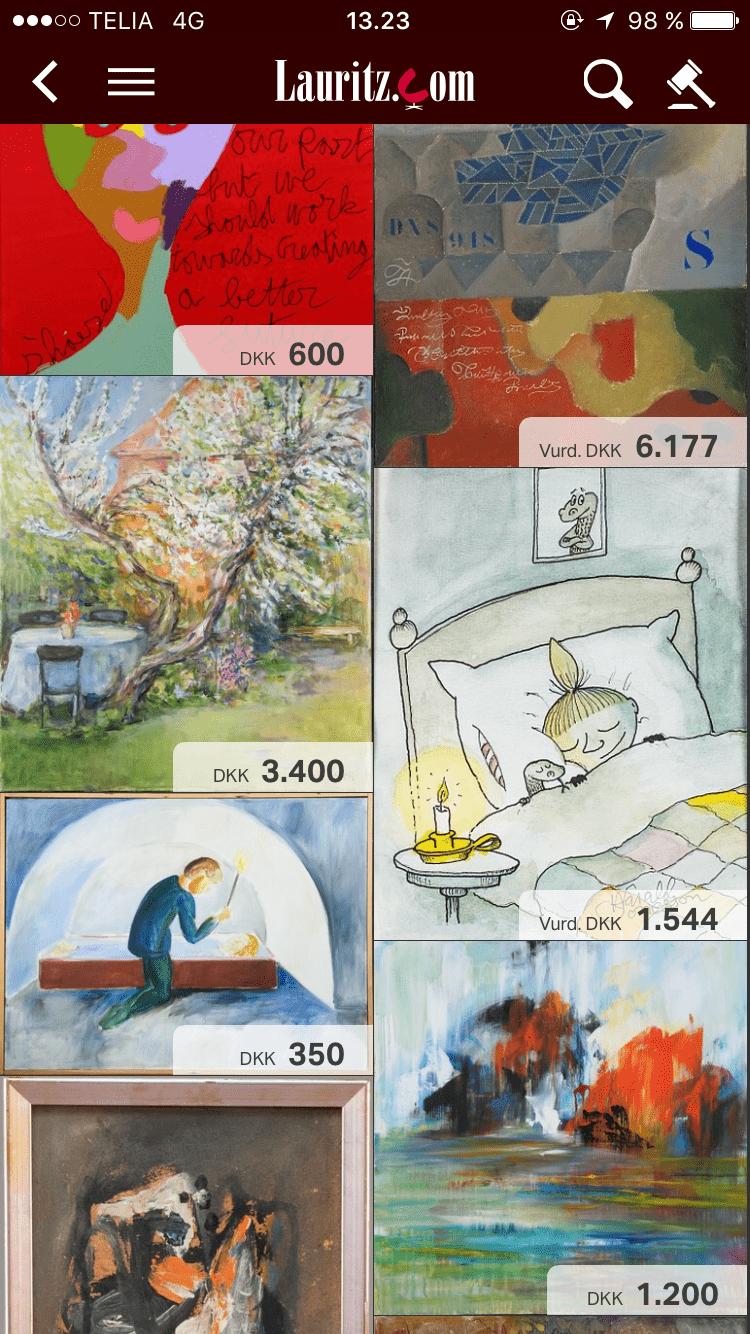 TELIA 4G 13.23 98 %
Lauritz.com
our past
but we
should work
towards creating
a better
DKK 600
DXS 918
S
Vurd. DKK 6.177
DKK 3.400
Vurd. DKK 1.544
DKK 350
DKK 1.200